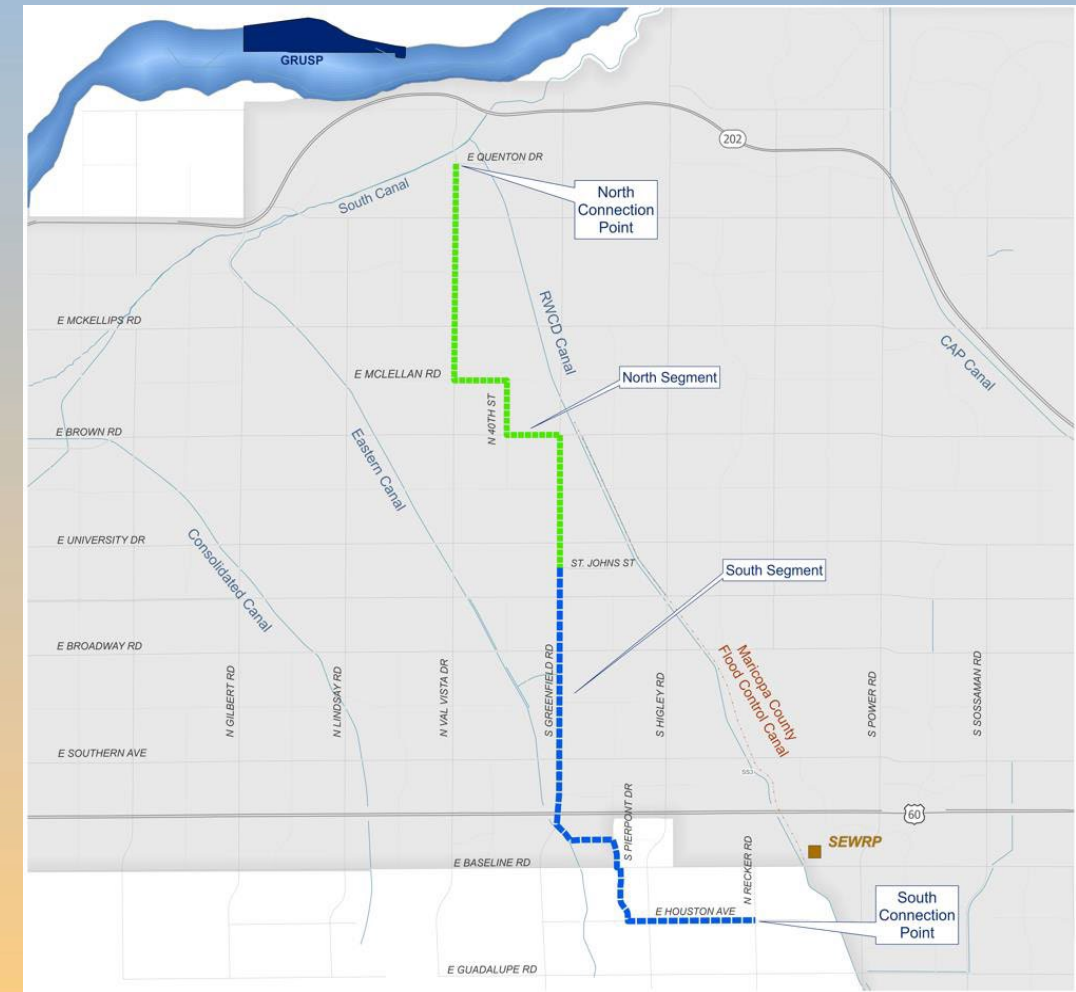 GRUSP
202
E QUENTON DR
North
Connection
Point
South Canal
E MCKELLIPS RD
RWCD Canal
CAP Canal
E MCLELLAN RD
North Segment
N 40TH ST
E BROWN RD
Eastern Canal
E UNIVERSITY DR
Consolidated Canal
ST. JOHNS ST
South Segment
E BROADWAY RD
N GILBERT RD
N LINDSAY RD
N VAL VISTA DR
S GREENFIELD RD
S HIGLEY RD
Maricopa County
Flood Control Canal
S POWER RD
S SOSSAMAN RD
E SOUTHERN AVE
S PIERPONT DR
60
SEWRP
E BASELINE RD
N RECKER RD
E HOUSTON AVE
South
Connection
Point
E GUADALUPE RD